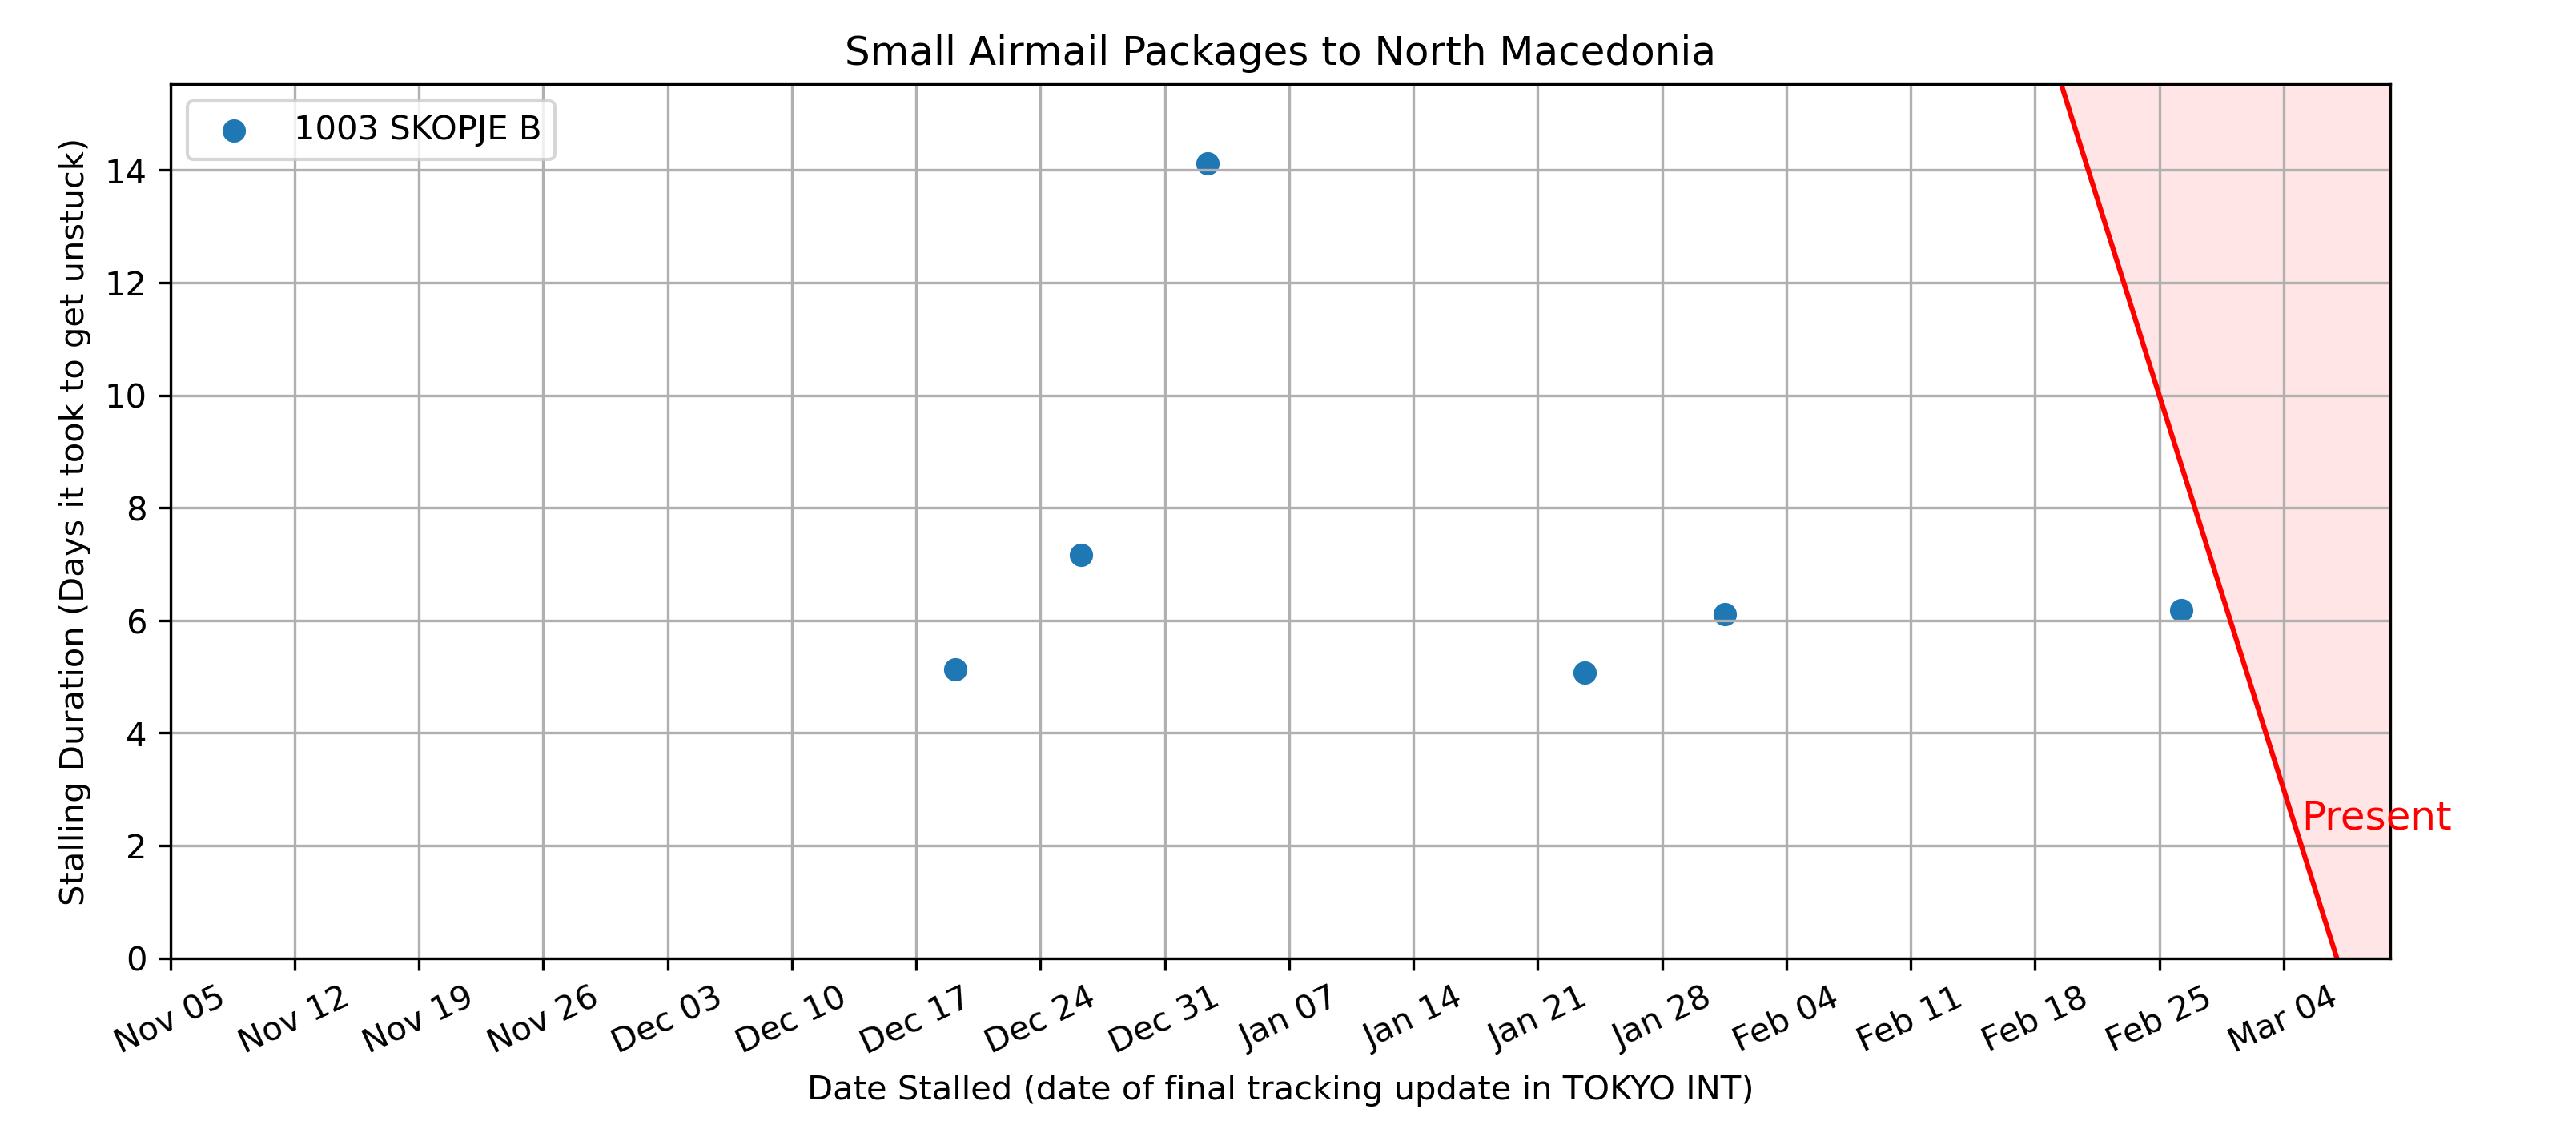 Small Airmail Packages to North Macedonia
1003 SKOPJE B
Stalling Duration (Days it took to get unstuck)
14
12
10
8
6
4
2
0
Present
Nov 05 Nov 12 Nov 19 Nov 26 Dec 03 Dec 10 Dec 17 Dec 24 Dec 31 Jan 07 Jan 14 Jan 21 Jan 28 Feb 04 Feb 11 Feb 18 Feb 25 Mar 04
Date Stalled (date of final tracking update in TOKYO INT)